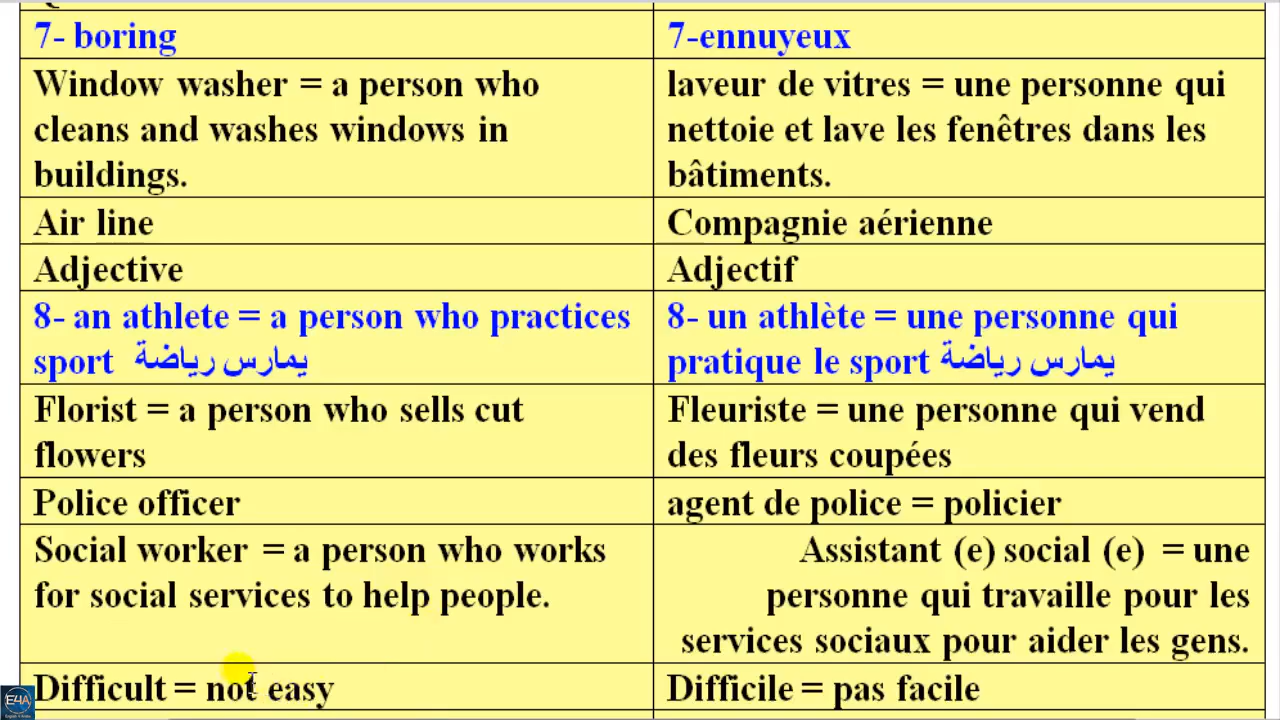 7- boring
7-ennuyeux
Window washer = a person who
cleans and washes windows in
buildings.
laveur de vitres = une personne qui
nettoie et lave les fenêtres dans les
bâtiments.
Air line
Compagnie aérienne
Adjective
Adjectif
8- an athlete = a person who practices
sport يمارس رياضة
8- un athlète = une personne qui
pratique le sport يمارس رياضة
Florist = a person who sells cut
flowers
Fleuriste = une personne qui vend
des fleurs coupées
Police officer
agent de police = policier
Social worker = a person who works
for social services to help people.
Assistant (e) social (e) = une
personne qui travaille pour les
services sociaux pour aider les gens.
Difficult = not easy
Difficile = pas facile
E4A